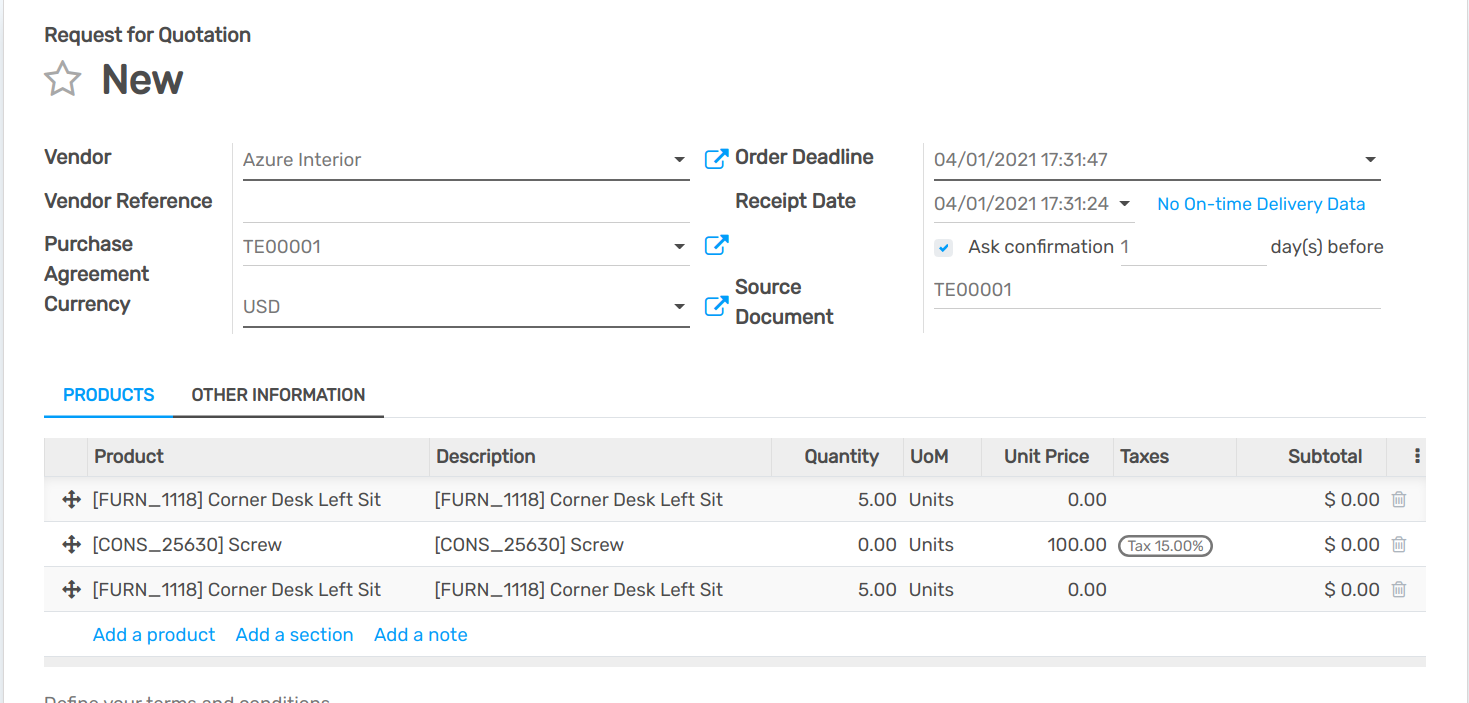 Request for Quotation
New
Vendor
Azure Interior
Order Deadline
04/01/2021 17:31:47
Vendor Reference
Receipt Date
04/01/2021 17:31:24
No On-time Delivery Data
Purchase
Agreement
TE00001
Ask confirmation 1 day(s) before
Currency
USD
Source
Document
TE00001
PRODUCTS OTHER INFORMATION
Product Description Quantity UoM Unit Price Taxes Subtotal
[FURN_1118] Corner Desk Left Sit [FURN_1118] Corner Desk Left Sit 5.00 Units 0.00 $ 0.00
[CONS_25630] Screw [CONS_25630] Screw 0.00 Units 100.00 Tax 15.00% $ 0.00
[FURN_1118] Corner Desk Left Sit [FURN_1118] Corner Desk Left Sit 5.00 Units 0.00 $ 0.00
Add a product Add a section Add a note
Define your terms and conditions